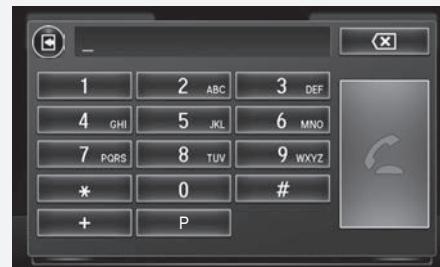 _
1 2 ABC 3 DEF
4 GHI 5 JKL 6 MNO
7 PQRS 8 TUV 9 WXYZ
* 0 #
+ P